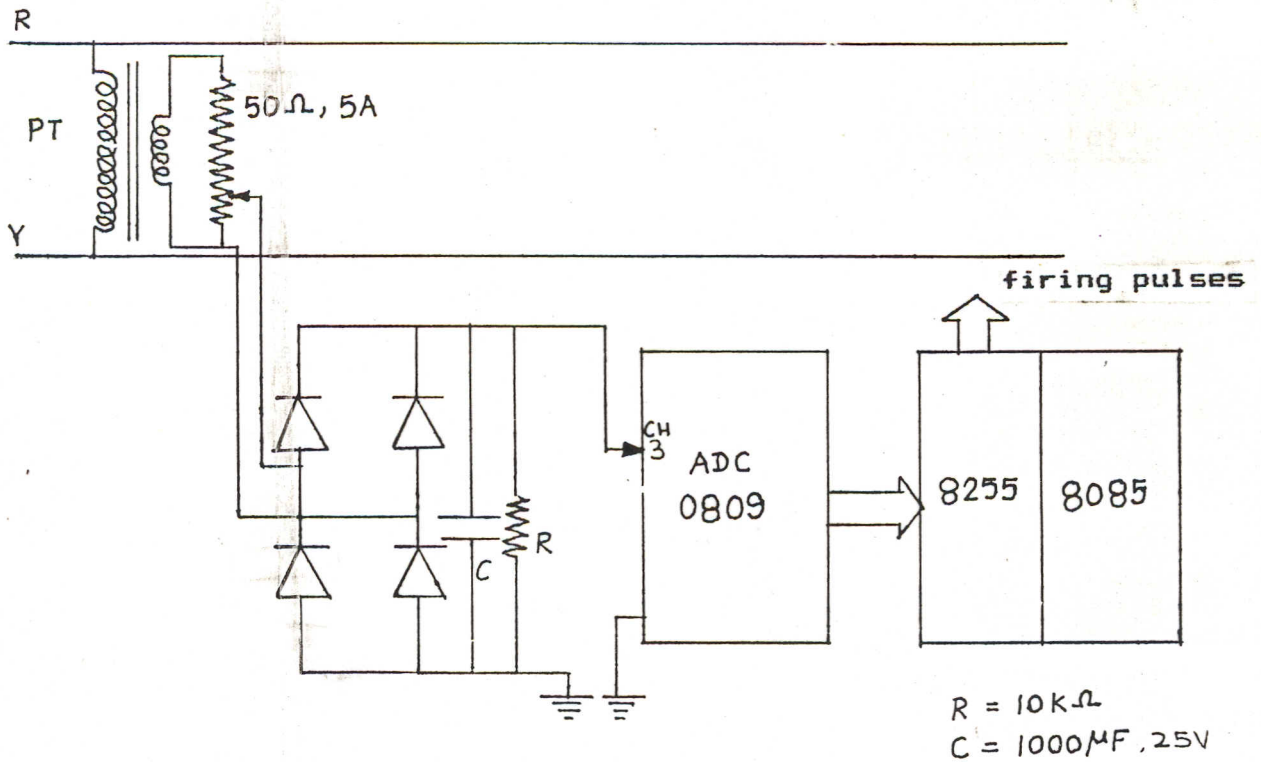 R
50Ω, 5A
PT
Y
firing pulses
CH
3
ADC
0809
8255
8085
R
C
R = 10KΩ
C = 1000μF, 25V